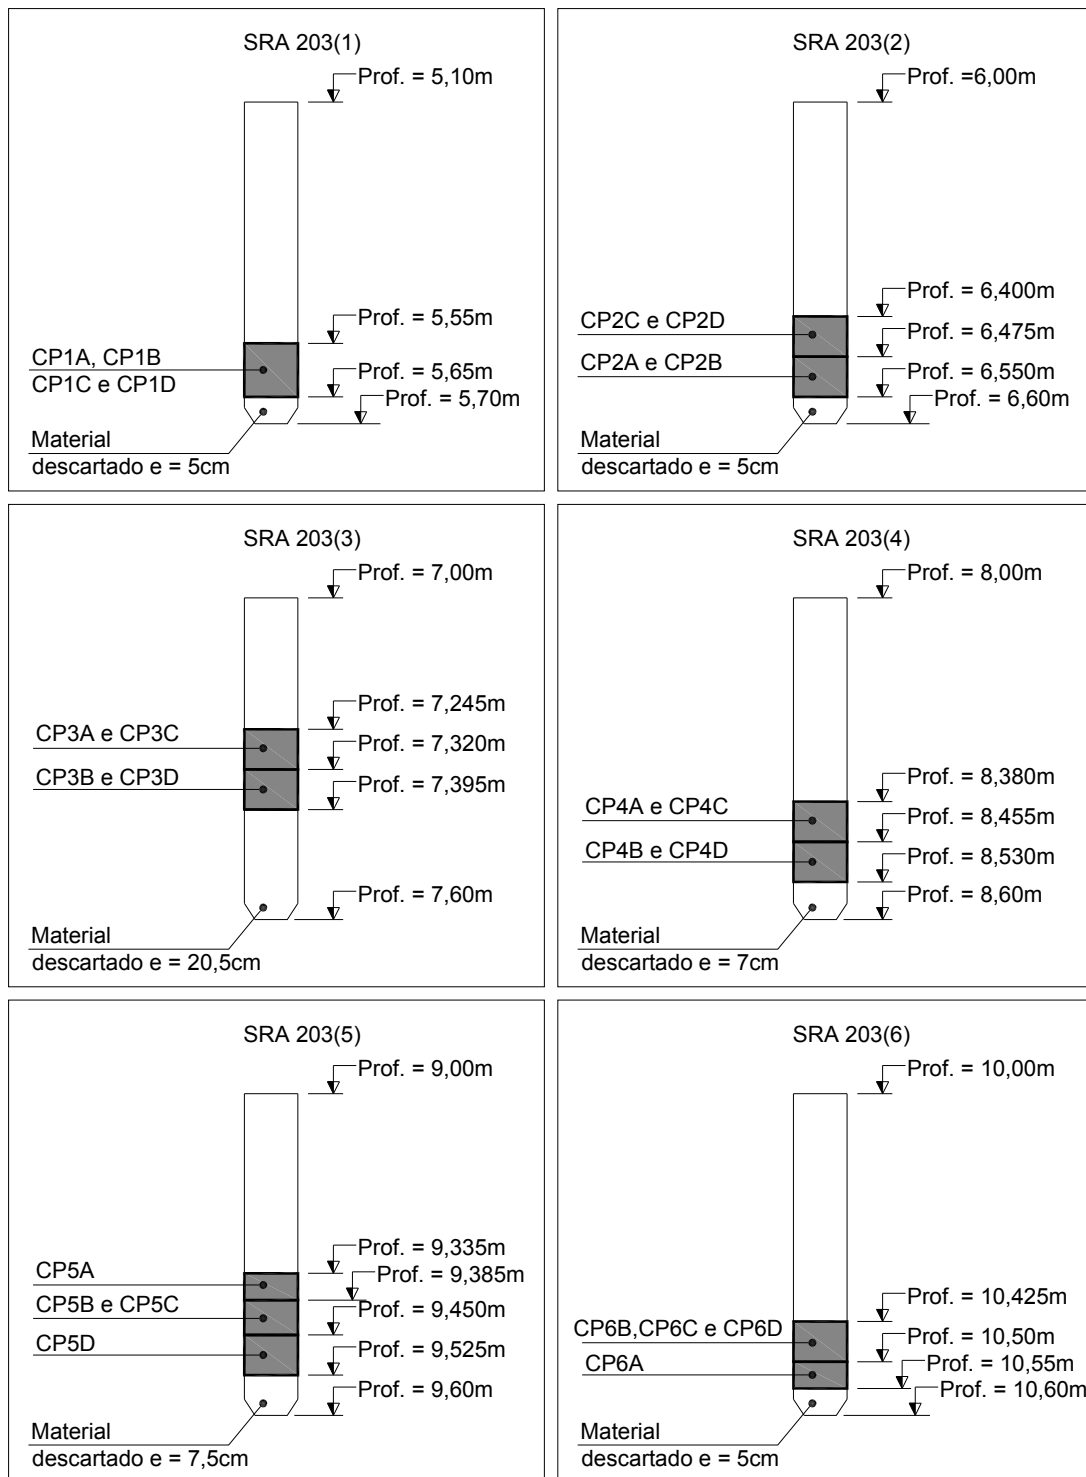 SRA 203(1)
Prof. = 5,10m
Prof. = 5,55m
CP1A, CP1B
CP1C e CP1D
Prof. = 5,65m
Prof. = 5,70m
Material
descartado e = 5cm
SRA 203(2)
Prof. =6,00m
Prof. = 6,400m
CP2C e CP2D
Prof. = 6,475m
CP2A e CP2B
Prof. = 6,550m
Prof. = 6,60m
Material
descartado e = 5cm
SRA 203(3)
Prof. = 7,00m
Prof. = 7,245m
CP3A e CP3C
Prof. = 7,320m
CP3B e CP3D
Prof. = 7,395m
Prof. = 7,60m
Material
descartado e = 20,5cm
SRA 203(4)
Prof. = 8,00m
Prof. = 8,380m
CP4A e CP4C
Prof. = 8,455m
CP4B e CP4D
Prof. = 8,530m
Prof. = 8,60m
Material
descartado e = 7cm
SRA 203(5)
Prof. = 9,00m
Prof. = 9,335m
CP5A
Prof. = 9,385m
CP5B e CP5C
Prof. = 9,450m
CP5D
Prof. = 9,525m
Prof. = 9,60m
Material
descartado e = 7,5cm
SRA 203(6)
Prof. = 10,00m
Prof. = 10,425m
CP6B,CP6C e CP6D
Prof. = 10,50m
CP6A
Prof. = 10,55m
Prof. = 10,60m
Material
descartado e = 5cm